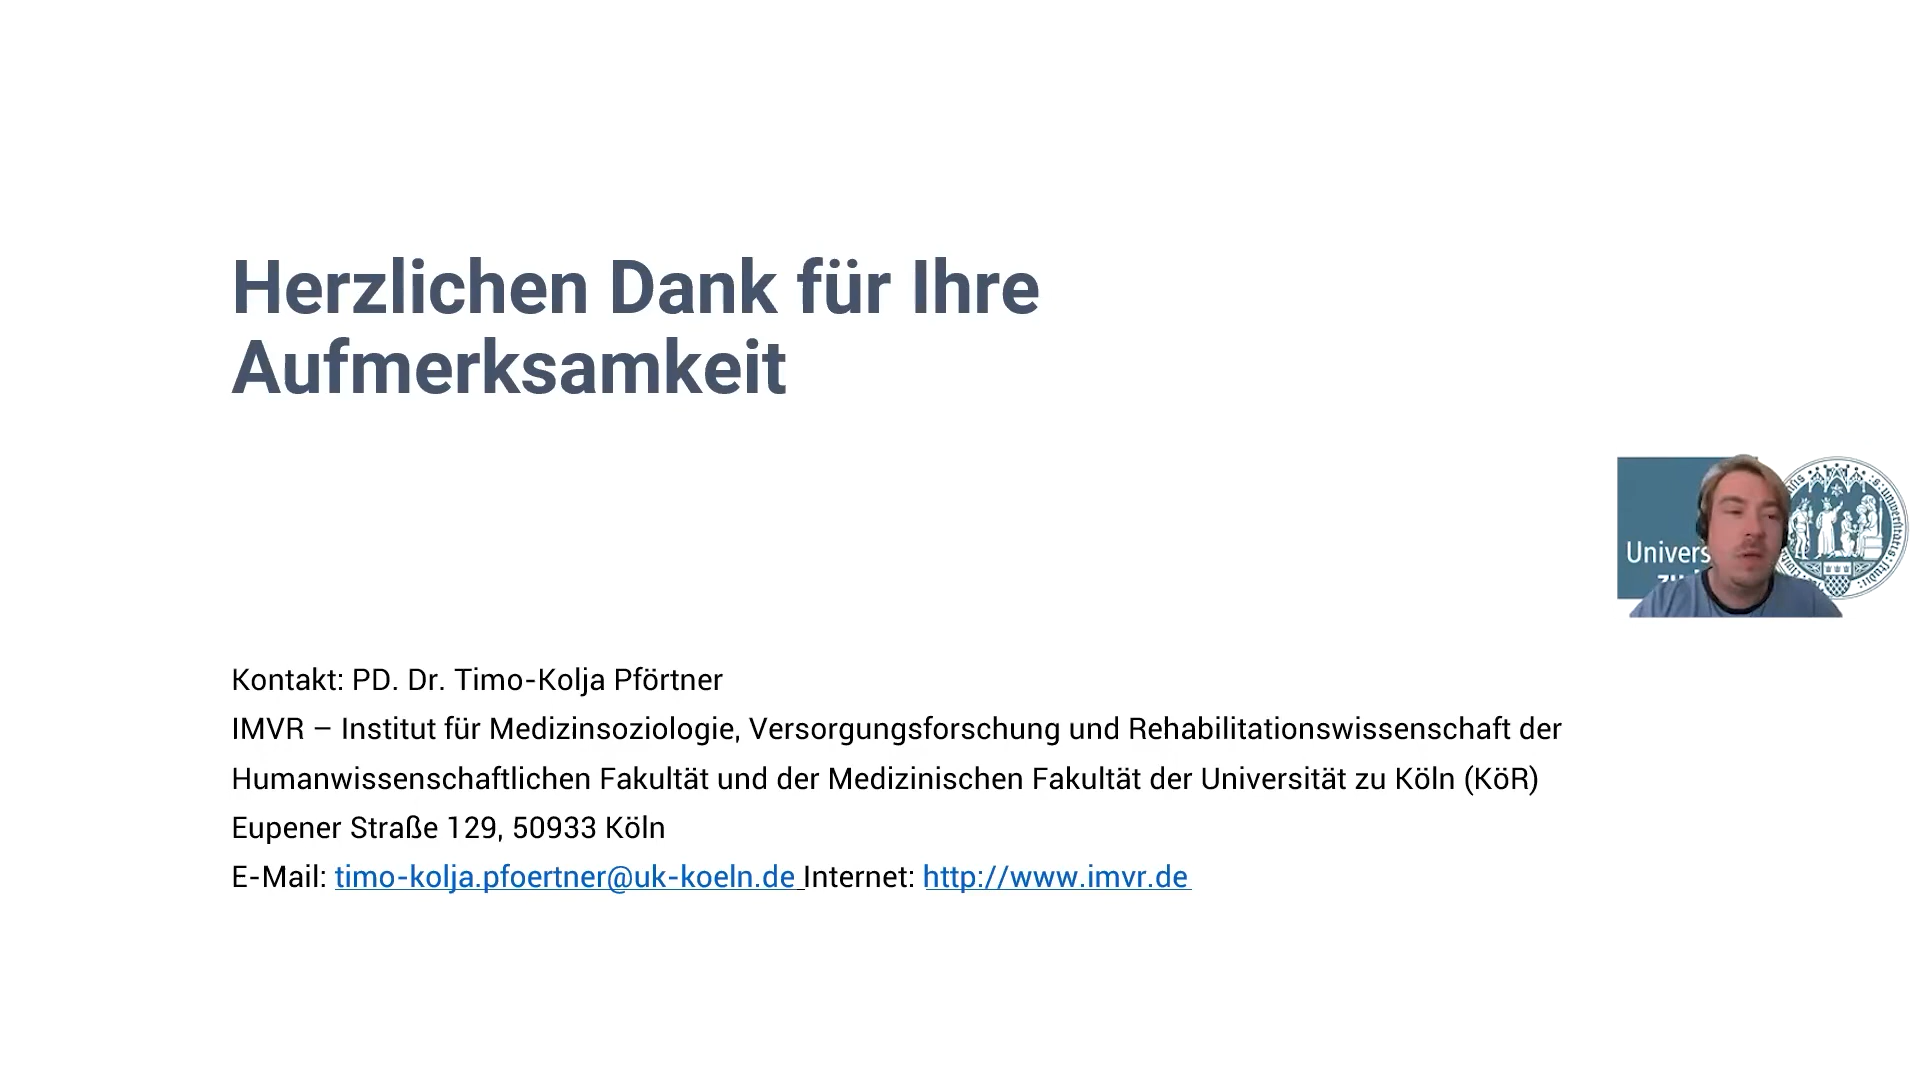 Herzlichen Dank für Ihre
Aufmerksamkeit
Univers
Kontakt: PD. Dr. Timo-Kolja Pförtner
IMVR – Institut für Medizinsoziologie, Versorgungsforschung und Rehabilitationswissenschaft der
Humanwissenschaftlichen Fakultät und der Medizinischen Fakultät der Universität zu Köln (KöR)
Eupener Straße 129, 50933 Köln
E-Mail: timo-kolja.pfoertner@uk-koeln.de Internet: http://www.imvr.de